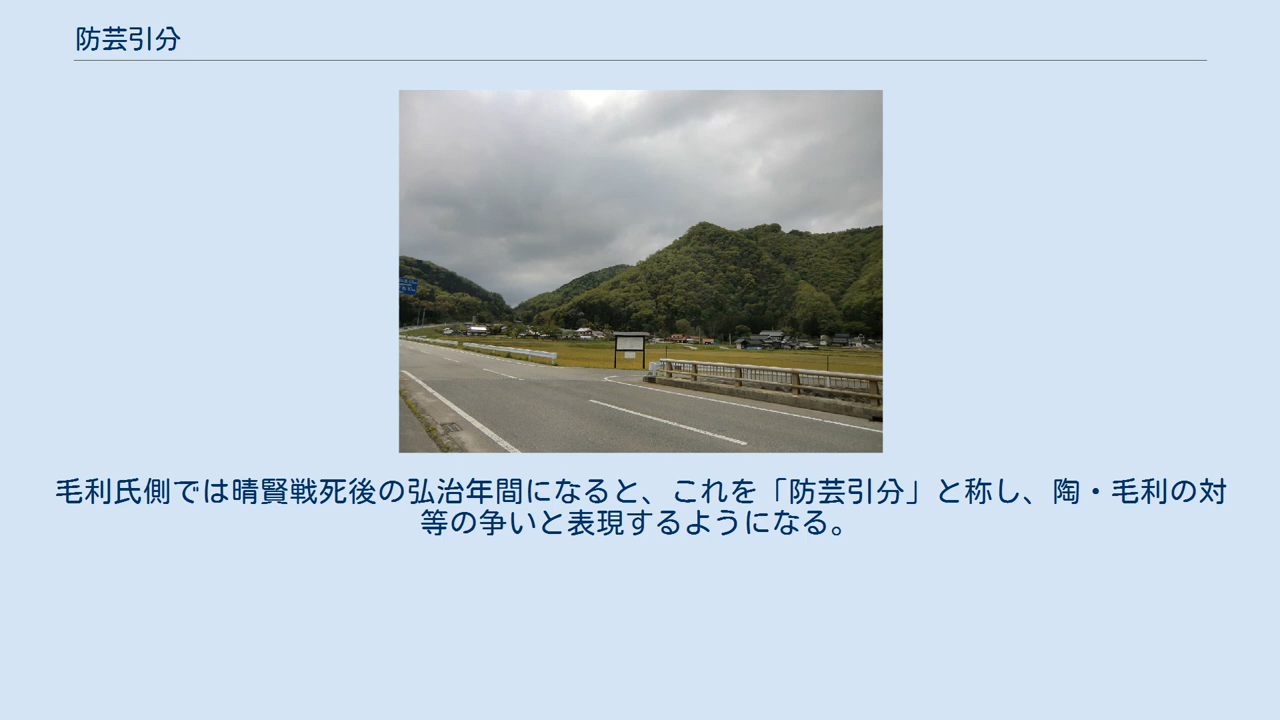 防芸引分
毛利氏側では晴賢戦死後の弘治年間になると、これを「防芸引分」と称し、陶・毛利の対
等の争いと表現するようになる。